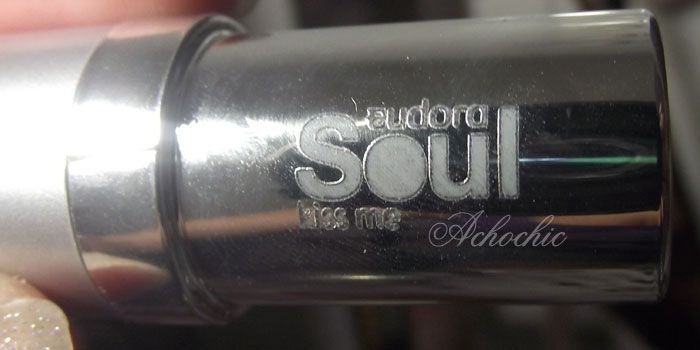 eudora
Soul
kiss me
Achochic